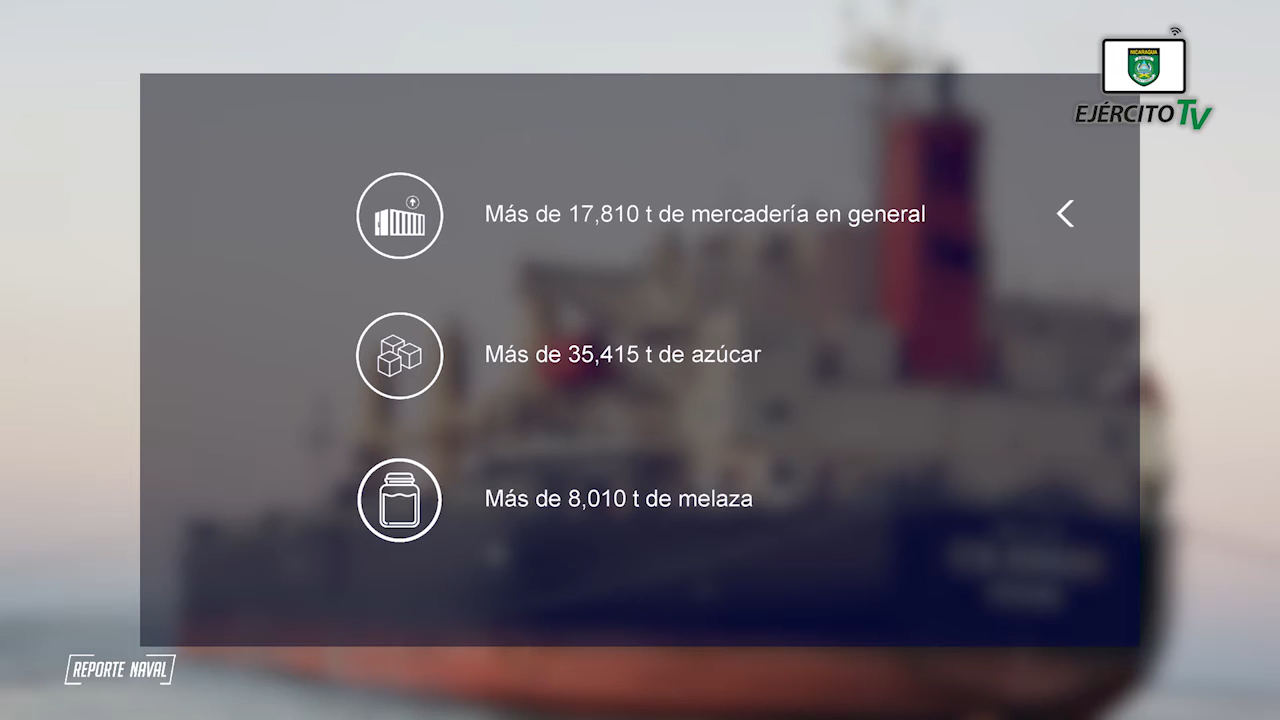 NICARAGUA
EJÉRCITO TV
Más de 17,810 t de mercadería en general
Más de 35,415 t de azúcar
Más de 8,010 t de melaza
REPORTE NAVAL